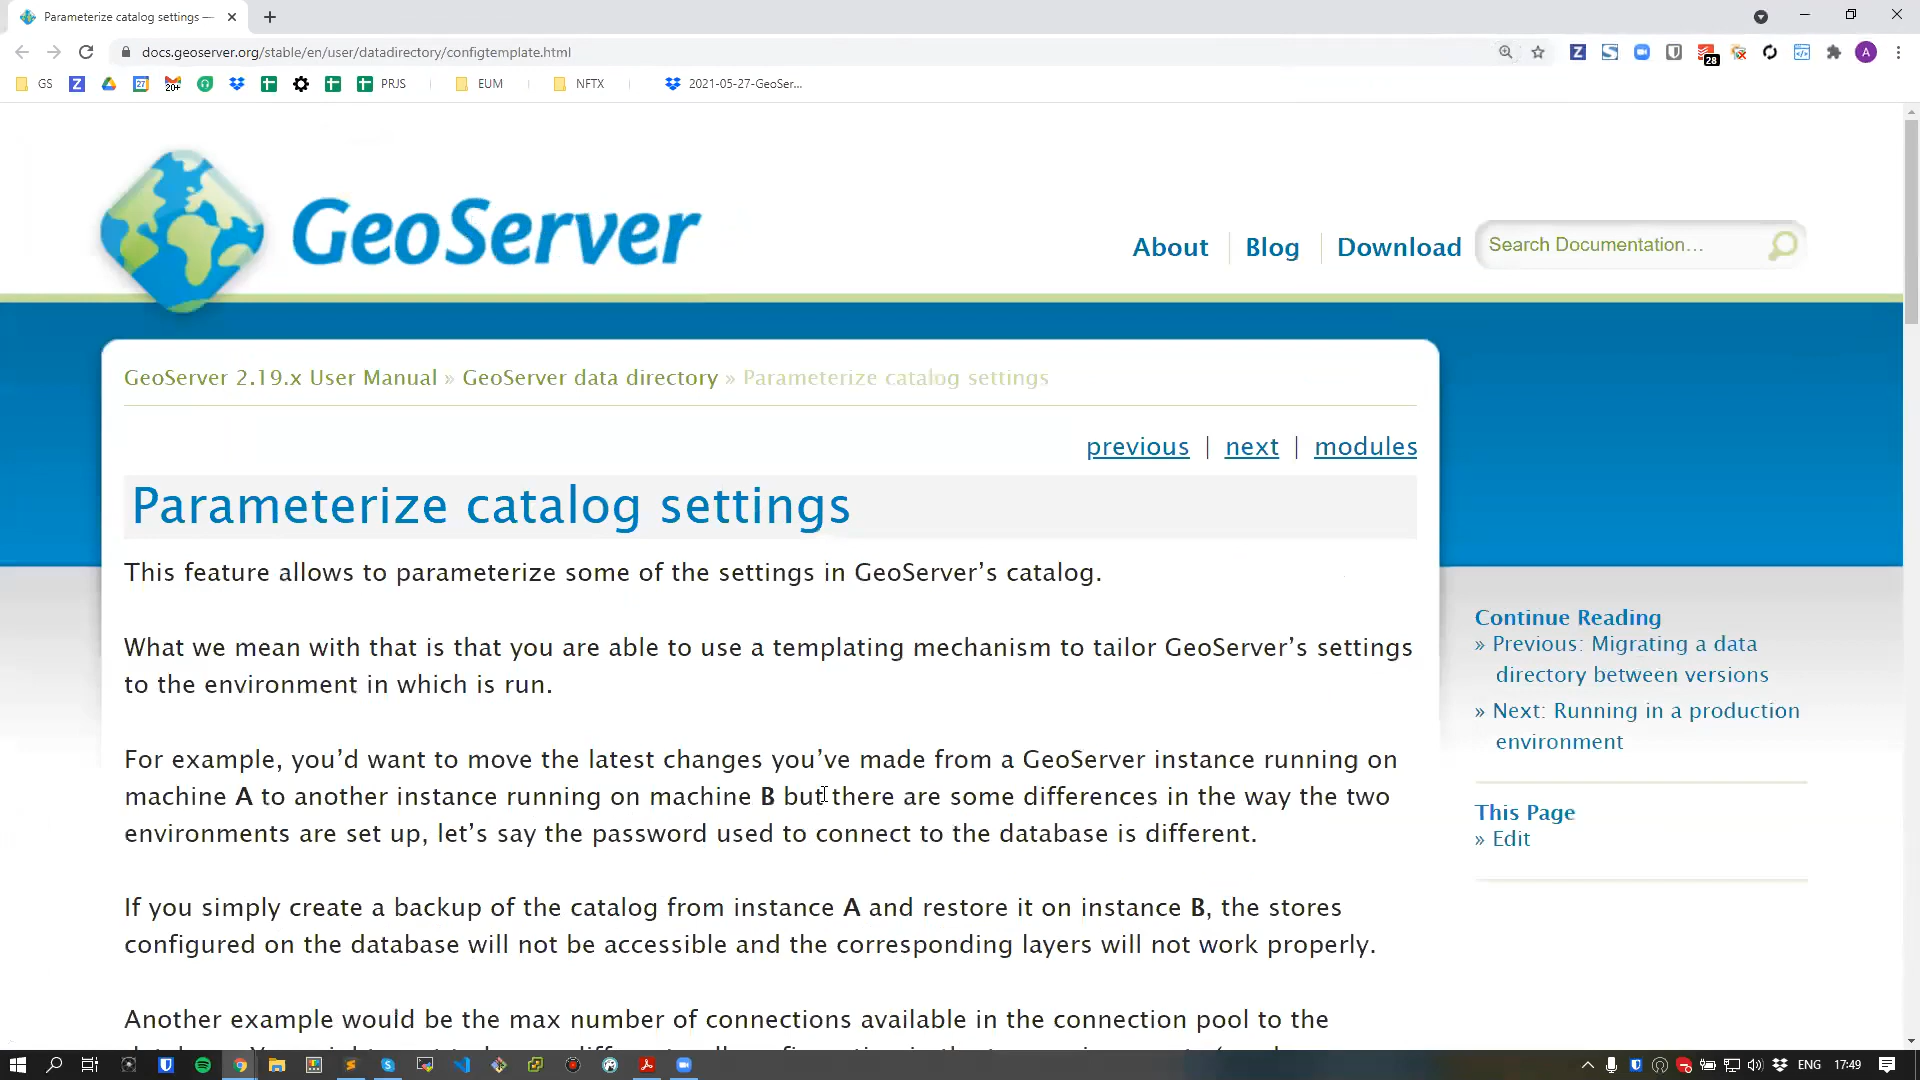 Parameterize catalog settings —
docs.geoserver.org/stable/en/user/datadirectory/configtemplate.html
28
A
GS
27
20+
PRJS
EUM
NFTX
2021-05-27-GeoSer...
GeoServer
About
Blog
Download
Search Documentation...
GeoServer 2.19.x User Manual » GeoServer data directory » Parameterize catalog settings
previous | next | modules
Parameterize catalog settings
This feature allows to parameterize some of the settings in GeoServer’s catalog.
What we mean with that is that you are able to use a templating mechanism to tailor GeoServer’s settings
to the environment in which is run.
For example, you’d want to move the latest changes you’ve made from a GeoServer instance running on
machine A to another instance running on machine B but there are some differences in the way the two
environments are set up, let’s say the password used to connect to the database is different.
If you simply create a backup of the catalog from instance A and restore it on instance B, the stores
configured on the database will not be accessible and the corresponding layers will not work properly.
Another example would be the max number of connections available in the connection pool to the
Continue Reading
» Previous: Migrating a data
directory between versions
» Next: Running in a production
environment
This Page
» Edit
ENG
17:49